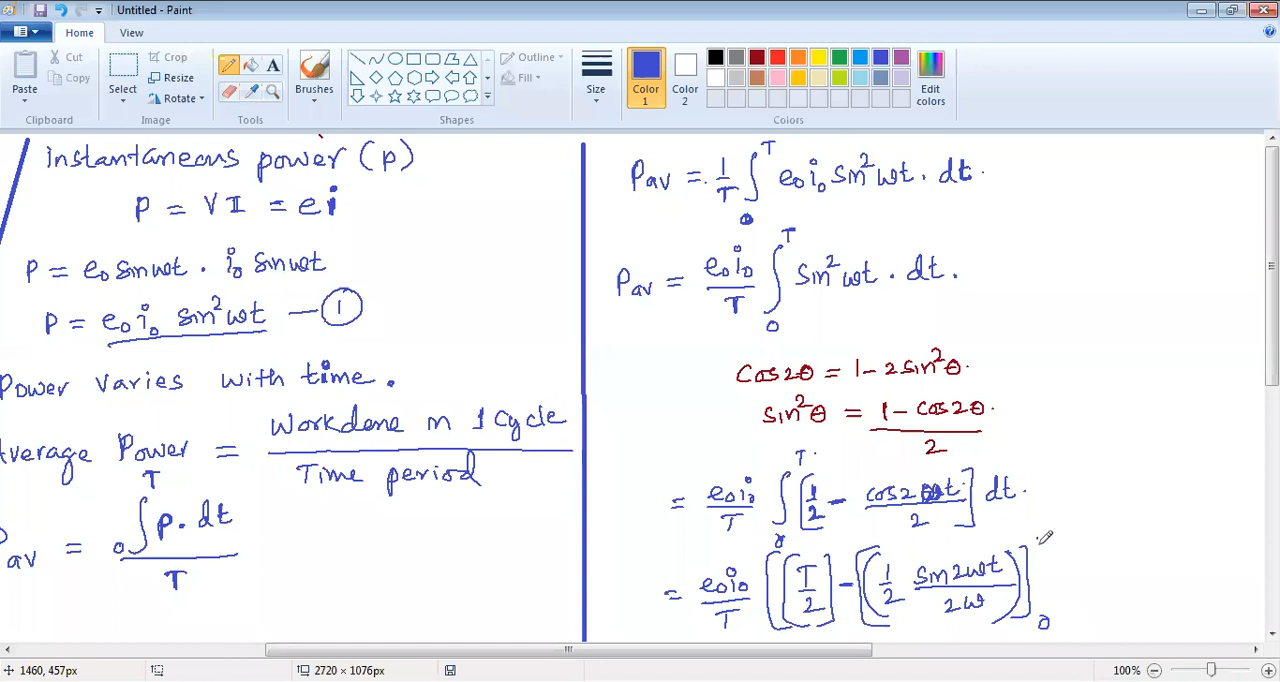 Untitled - Paint
Home View
Paste
Cut
Copy
Clipboard
Select
Crop
Resize
Rotate
Image
A
Tools
Brushes
Shapes
Outline
Fill
Size
Color 1
Color 2
Edit colors
Colors
instantaneous power (p)
P = VI = ei
P = e₀ sinωt . i₀ sinωt
P = e₀ i₀ sin²ωt — ①
Power varies with time.
Average Power = Workdone in 1 Cycle / Time period
Pav = ₀∫ᵀ p. dt / T
Pav = 1/T ∫₀ᵀ e₀i₀ sin²ωt . dt.
Pav = e₀i₀/T ∫₀ᵀ sin²ωt . dt.
cos2θ = 1 - 2sin²θ.
sin²θ = 1 - cos2θ. / 2
= e₀i₀/T ∫₀ᵀ [1/2 - cos2ωt/2] dt.
= e₀i₀/T [[T/2] - [(1/2 sin2ωt/2ω)]₀
1460, 457px
2720 × 1076px
100%